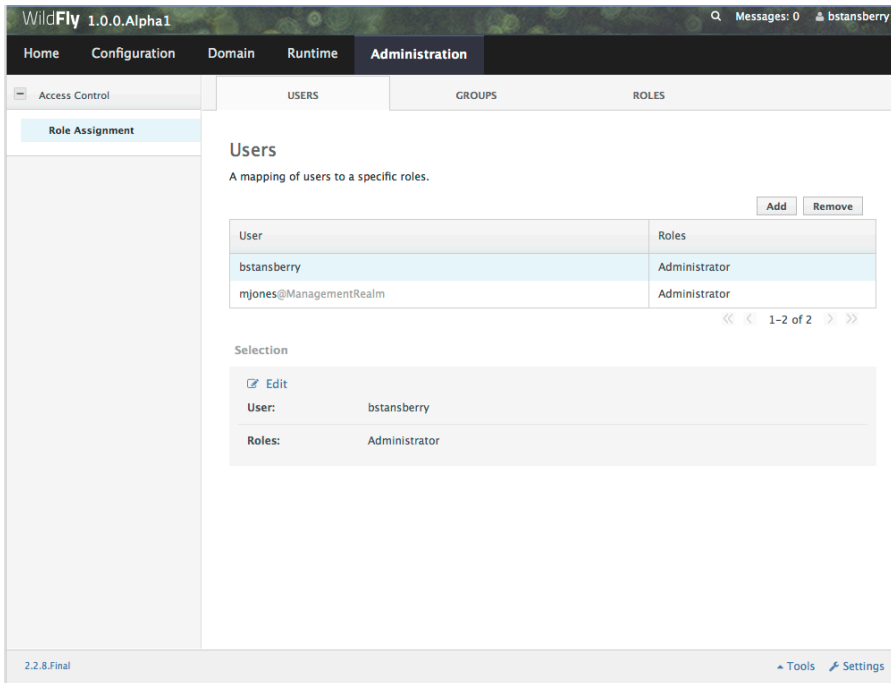 WildFly 1.0.0.Alpha1 Messages: 0 bstansberry
Home Configuration Domain Runtime Administration
Access Control
Role Assignment
USERS GROUPS ROLES
Users
A mapping of users to a specific roles.
Add Remove
User Roles
bstansberry Administrator
mjones@ManagementRealm Administrator
1-2 of 2
Selection
Edit
User: bstansberry
Roles: Administrator
2.2.8.Final Tools Settings